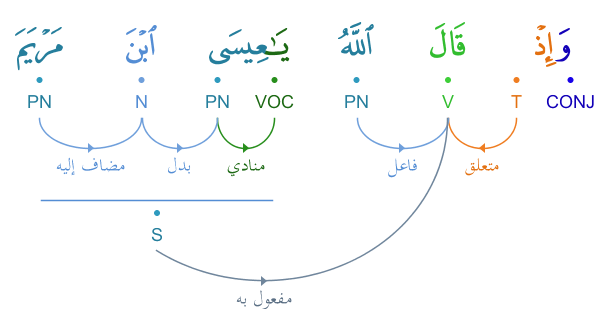 وَإِذْ قَالَ ٱللَّهُ يَـٰعِيسَى ٱبْنَ مَرْيَمَ
CONJ T V PN VOC PN N PN
متعلق فاعل منادي بدل مضاف إليه
S
مفعول به